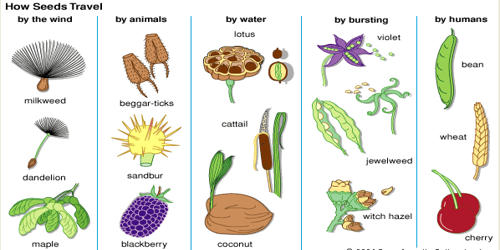 How Seeds Travel
by the wind
by animals
by water
by bursting
by humans
milkweed
dandelion
maple
beggar-ticks
sandbur
blackberry
lotus
cattail
coconut
violet
jewelweed
witch hazel
bean
wheat
cherry